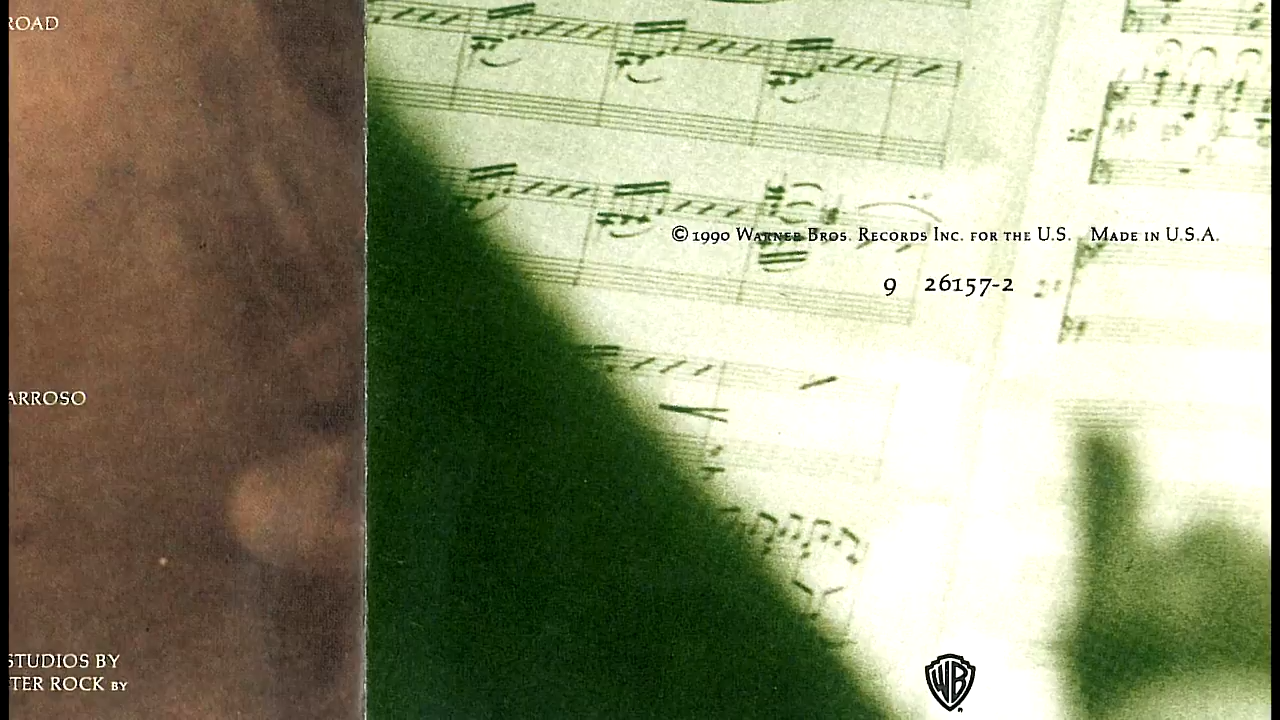 ROAD
ARROSO
STUDIOS BY
TER ROCK BY
© 1990 WARNER BROS. RECORDS INC. FOR THE U.S. MADE IN U.S.A.
9 26157-2
WB